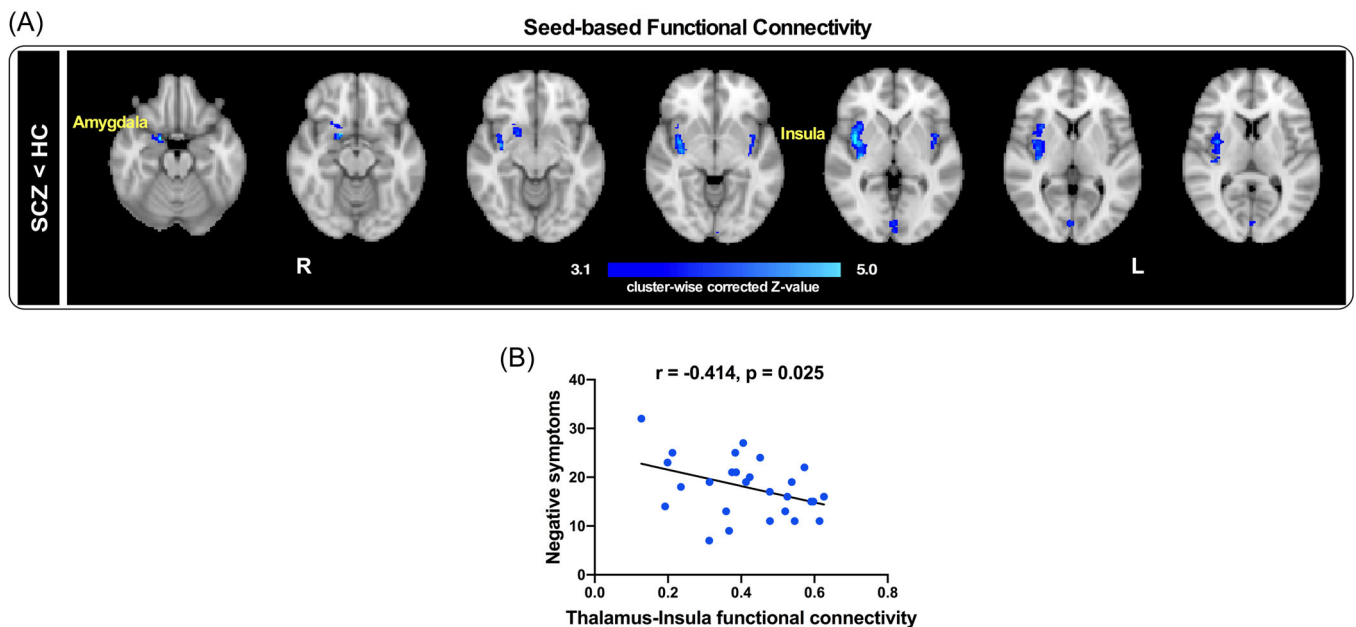 (A)
Seed-based Functional Connectivity
SCZ < HC
Amygdala
Insula
R
L
3.1
5.0
cluster-wise corrected Z-value
(B)
r = -0.414, p = 0.025
Negative symptoms
40
30
20
10
0
0.0
0.2
0.4
0.6
0.8
Thalamus-Insula functional connectivity